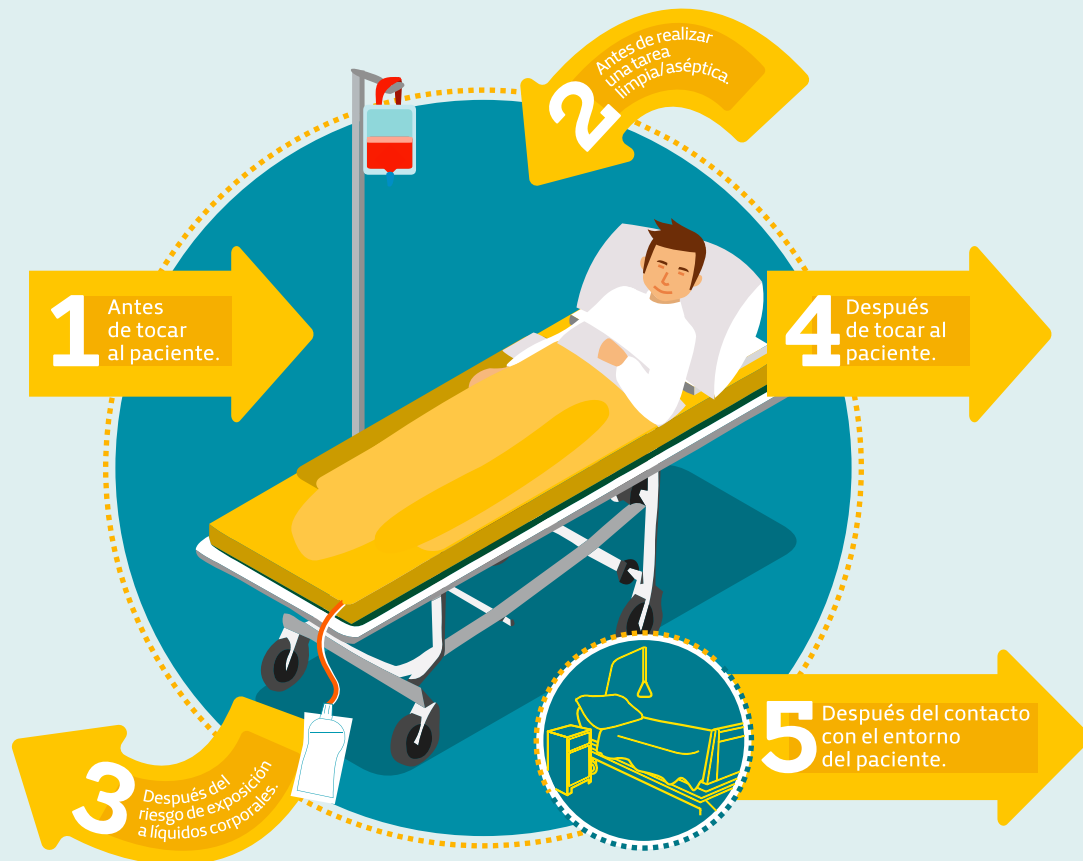 1
Antes
de tocar
al paciente.
2
Antes de realizar
una tarea
limpia/aséptica.
3
Después del
riesgo de exposición
a líquidos corporales.
4
Después
de tocar al
paciente.
5
Después del contacto
con el entorno
del paciente.